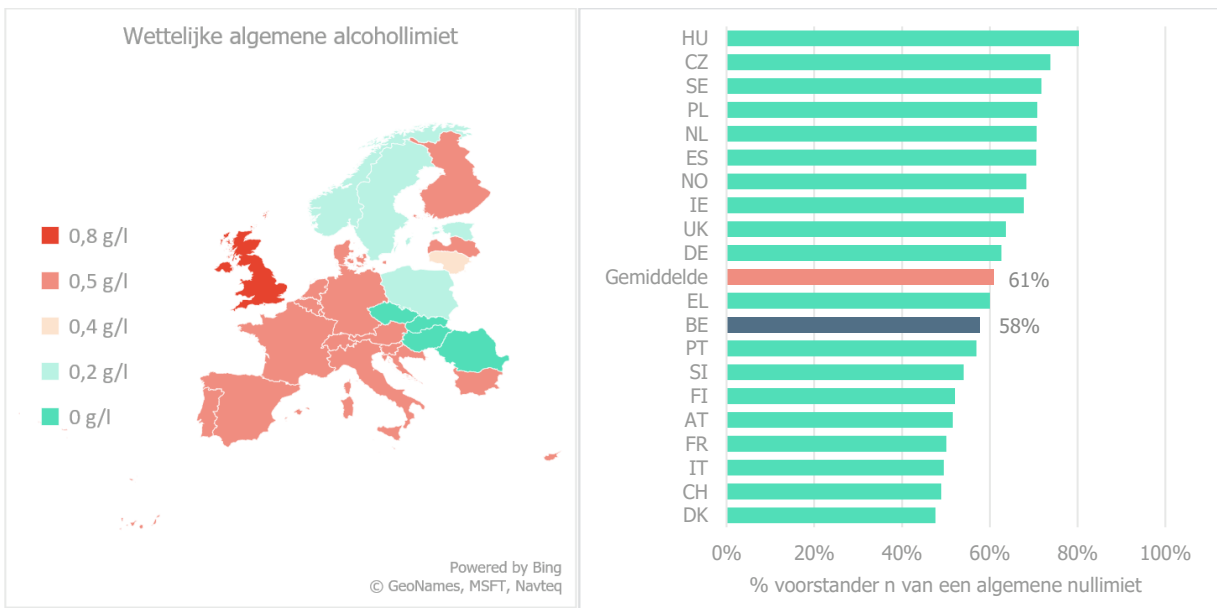 Wettelijke algemene alcohollimiet
0,8 g/l
0,5 g/l
0,4 g/l
0,2 g/l
0 g/l
Powered by Bing
© GeoNames, MSFT, Navteq
HU
CZ
SE
PL
NL
ES
NO
IE
UK
DE
Gemiddelde 61%
EL
BE 58%
PT
SI
FI
AT
FR
IT
CH
DK
0% 20% 40% 60% 80% 100%
% voorstander n van een algemene nullimiet